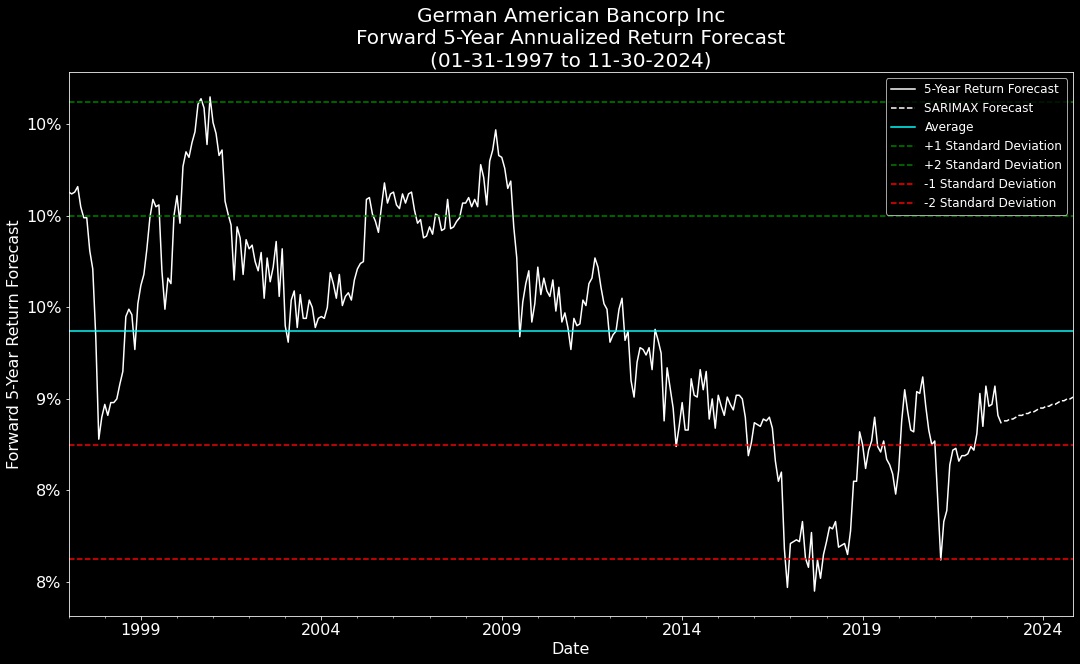 German American Bancorp Inc
Forward 5-Year Annualized Return Forecast
(01-31-1997 to 11-30-2024)
5-Year Return Forecast
SARIMAX Forecast
Average
+1 Standard Deviation
+2 Standard Deviation
-1 Standard Deviation
-2 Standard Deviation
Forward 5-Year Return Forecast
10%
10%
10%
9%
8%
8%
1999
2004
2009
2014
2019
2024
Date